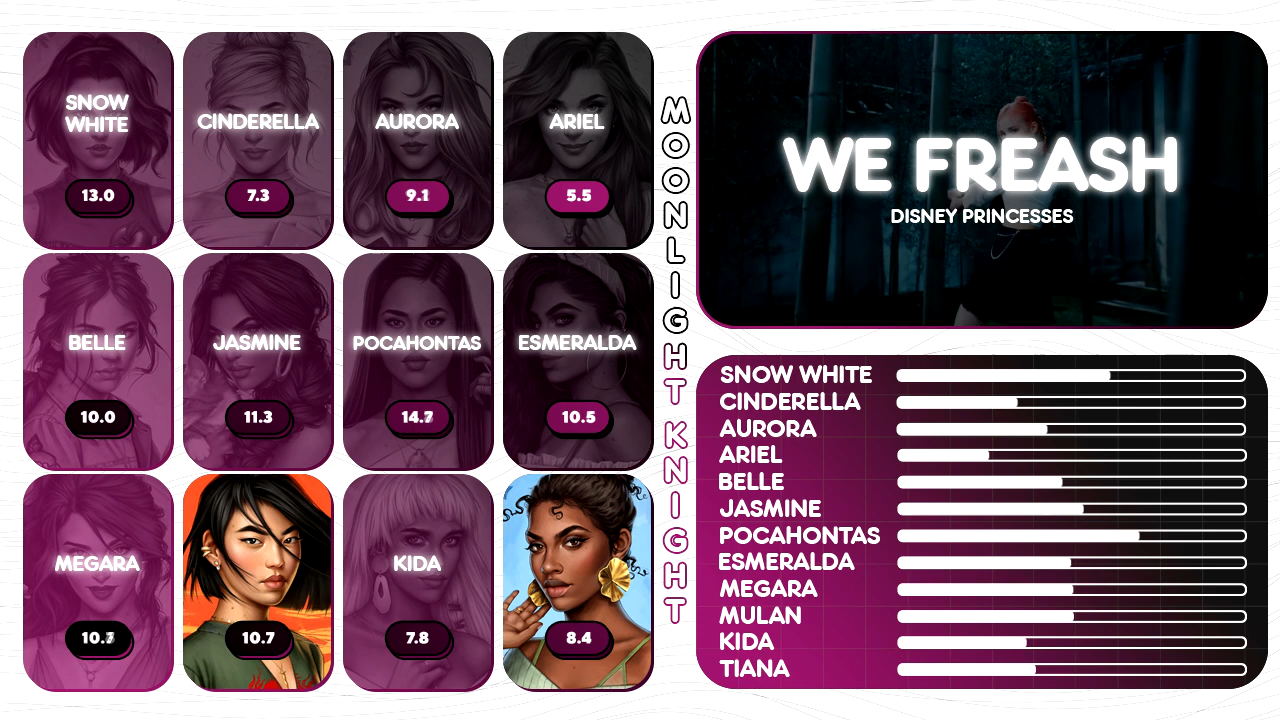 SNOW
WHITE
13.0
CINDERELLA
7.3
AURORA
9.1
ARIEL
5.5
BELLE
10.0
JASMINE
11.3
POCAHONTAS
14.7
ESMERALDA
10.5
MEGARA
10.7
KIDA
7.8
8.4
MOONLIGHT KNIGHT
WE FREASH
DISNEY PRINCESSES
SNOW WHITE
CINDERELLA
AURORA
ARIEL
BELLE
JASMINE
POCAHONTAS
ESMERALDA
MEGARA
MULAN
KIDA
TIANA